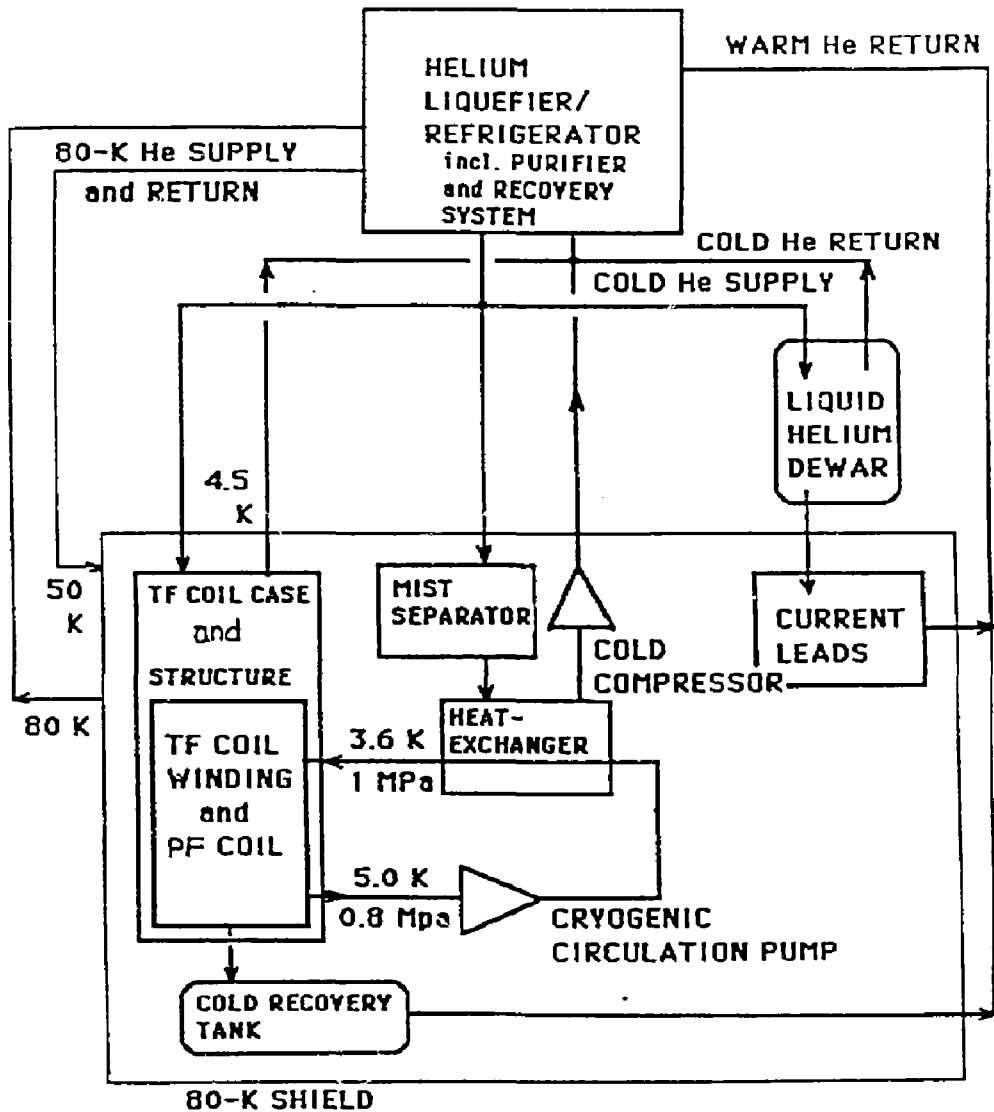 WARM He RETURN
HELIUM
LIQUEFIER/
REFRIGERATOR
incl. PURIFIER
and RECOVERY
SYSTEM
80-K He SUPPLY
and RETURN
COLD He RETURN
COLD He SUPPLY
LIQUID
HELIUM
DEWAR
4.5
K
50
K
TF COIL CASE
and
STRUCTURE
MIST
SEPARATOR
COLD
COMPRESSOR
CURRENT
LEADS
80 K
HEAT-
EXCHANGER
3.6 K
1 MPa
TF COIL
WINDING
and
PF COIL
5.0 K
0.8 Mpa
CRYOGENIC
CIRCULATION PUMP
COLD RECOVERY
TANK
80-K SHIELD